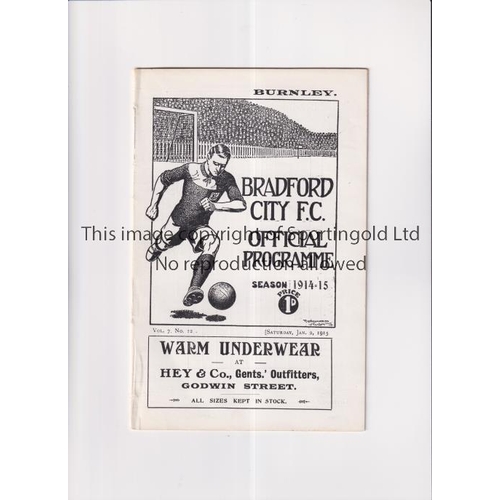 BURNLEY.
BRADFORD
CITY F.C.
OFFICIAL
PROGRAMME
SEASON 1914-15
PRICE
1D
VOL. 7. NO. 12.
[SATURDAY, JAN. 2, 1915
WARM UNDERWEAR
AT
HEY & Co., Gents.' Outfitters,
GODWIN STREET.
ALL SIZES KEPT IN STOCK.
This image copyright of Sportingold Ltd
No reproduction allowed